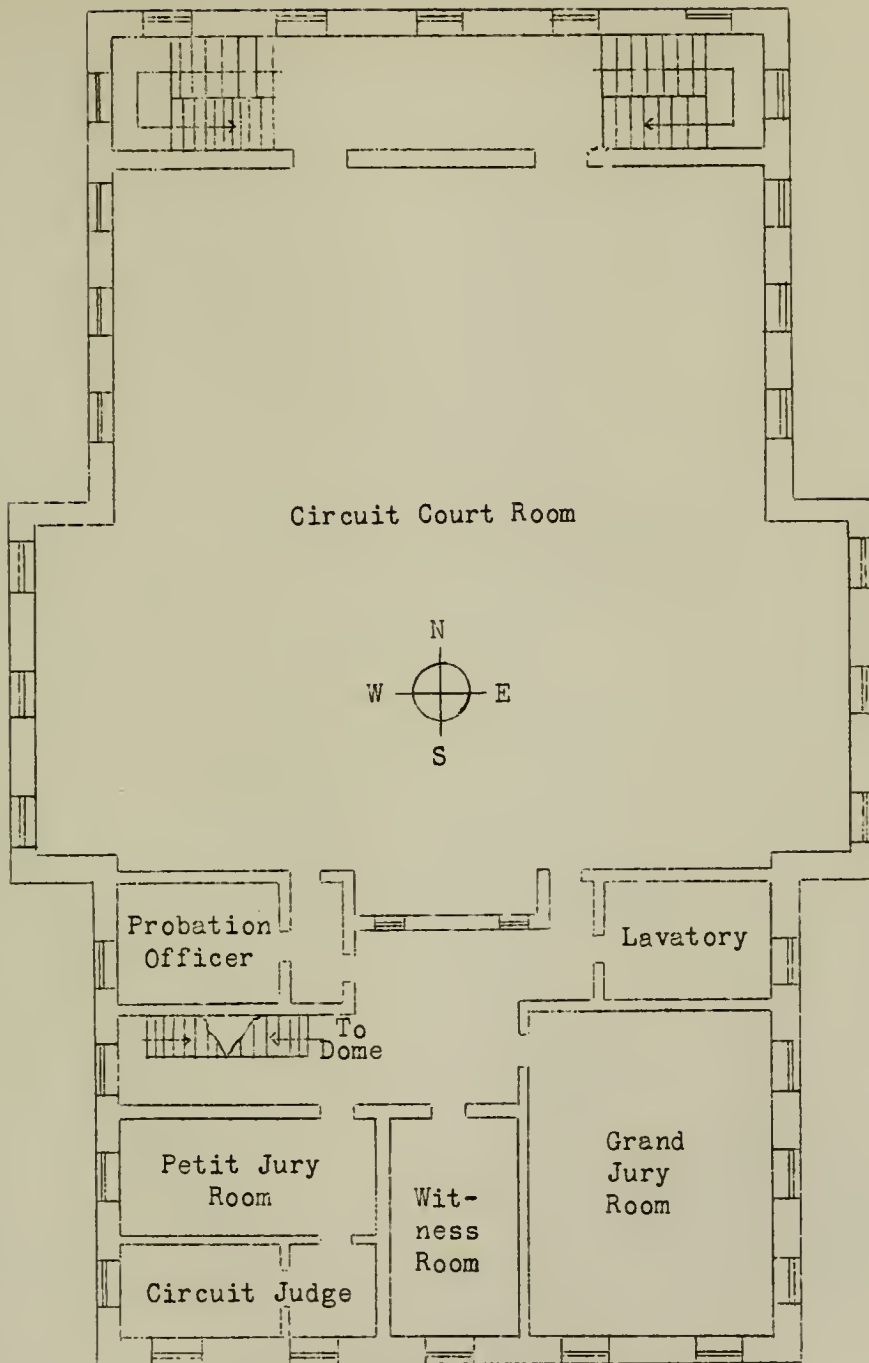 Circuit Court Room
N
W E
S
Probation
Officer
Lavatory
To
Dome
Petit Jury
Room
Wit-
ness
Room
Grand
Jury
Room
Circuit Judge